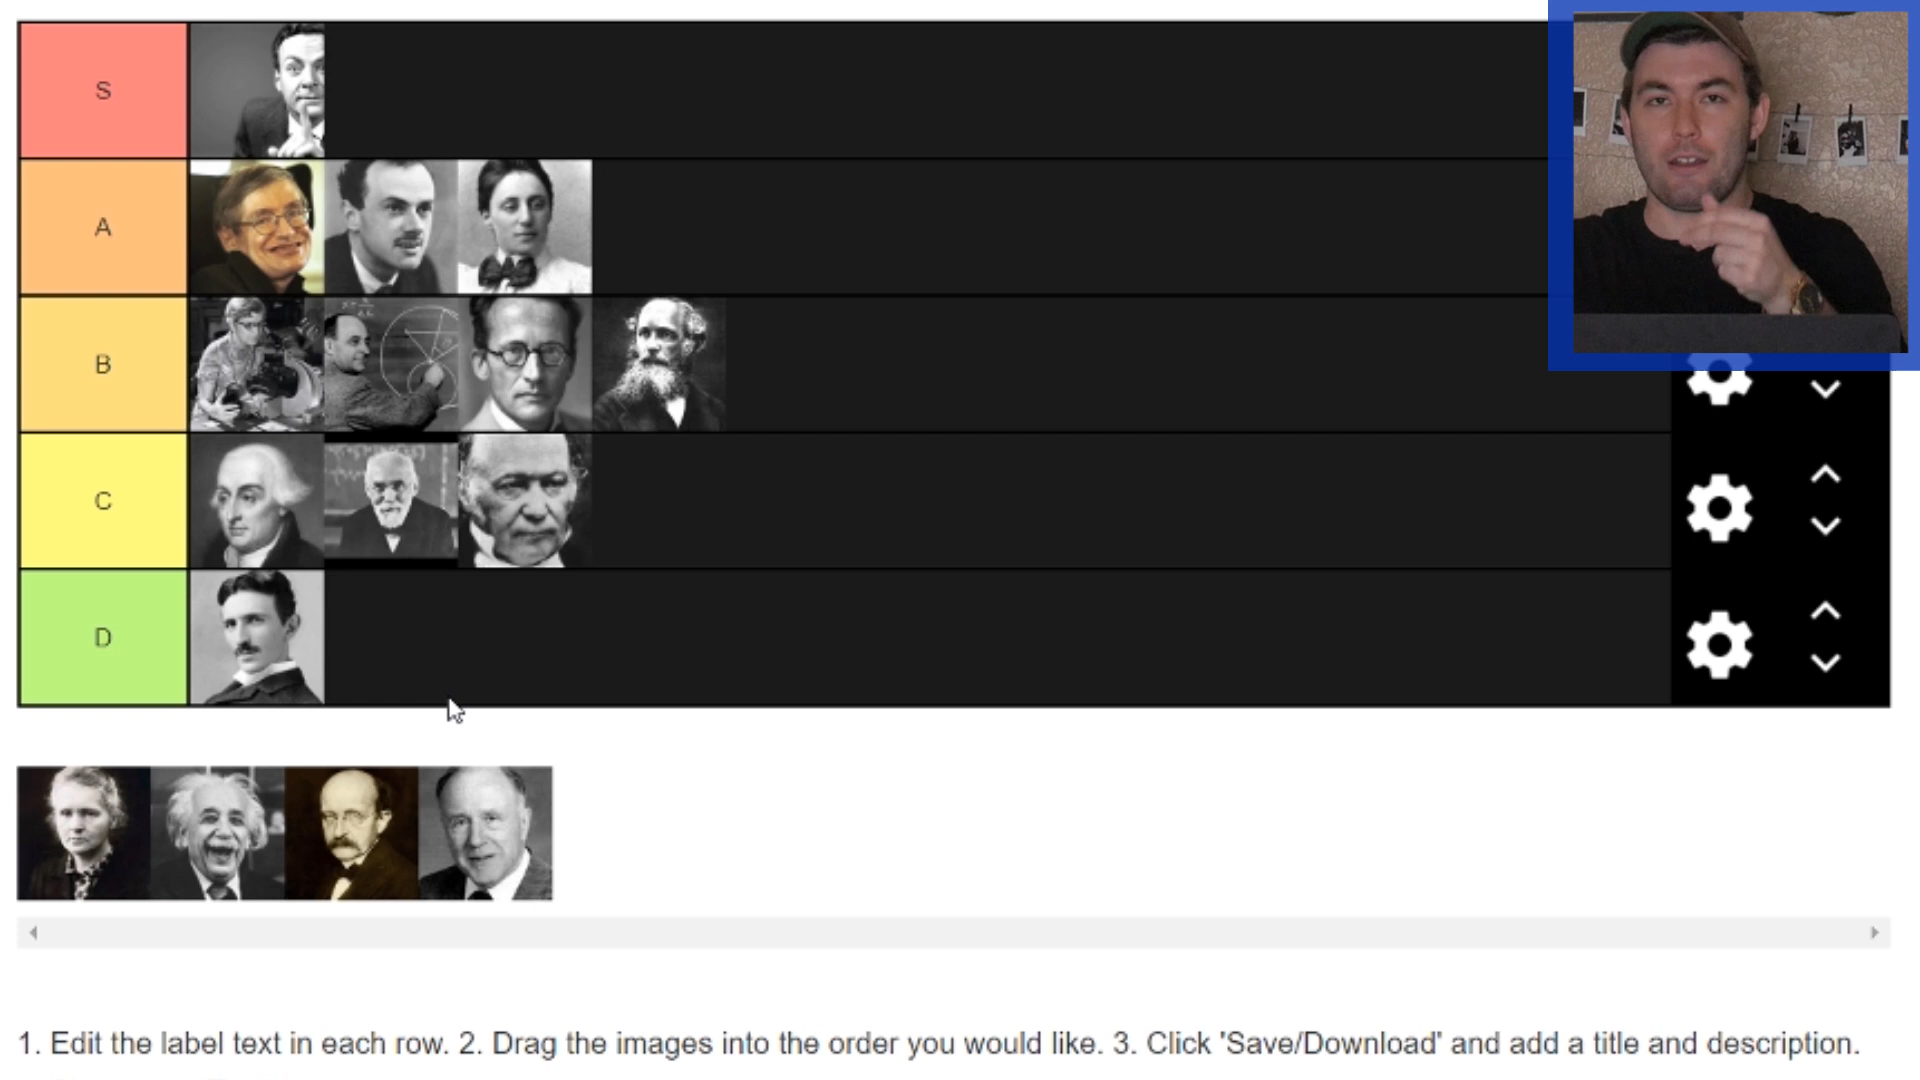 S
A
B
C
D
1. Edit the label text in each row. 2. Drag the images into the order you would like. 3. Click 'Save/Download' and add a title and description.